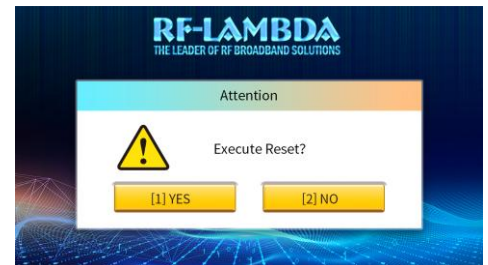 RF-LAMBDA
THE LEADER OF RF BROADBAND SOLUTIONS
Attention
Execute Reset?
[1] YES
[2] NO